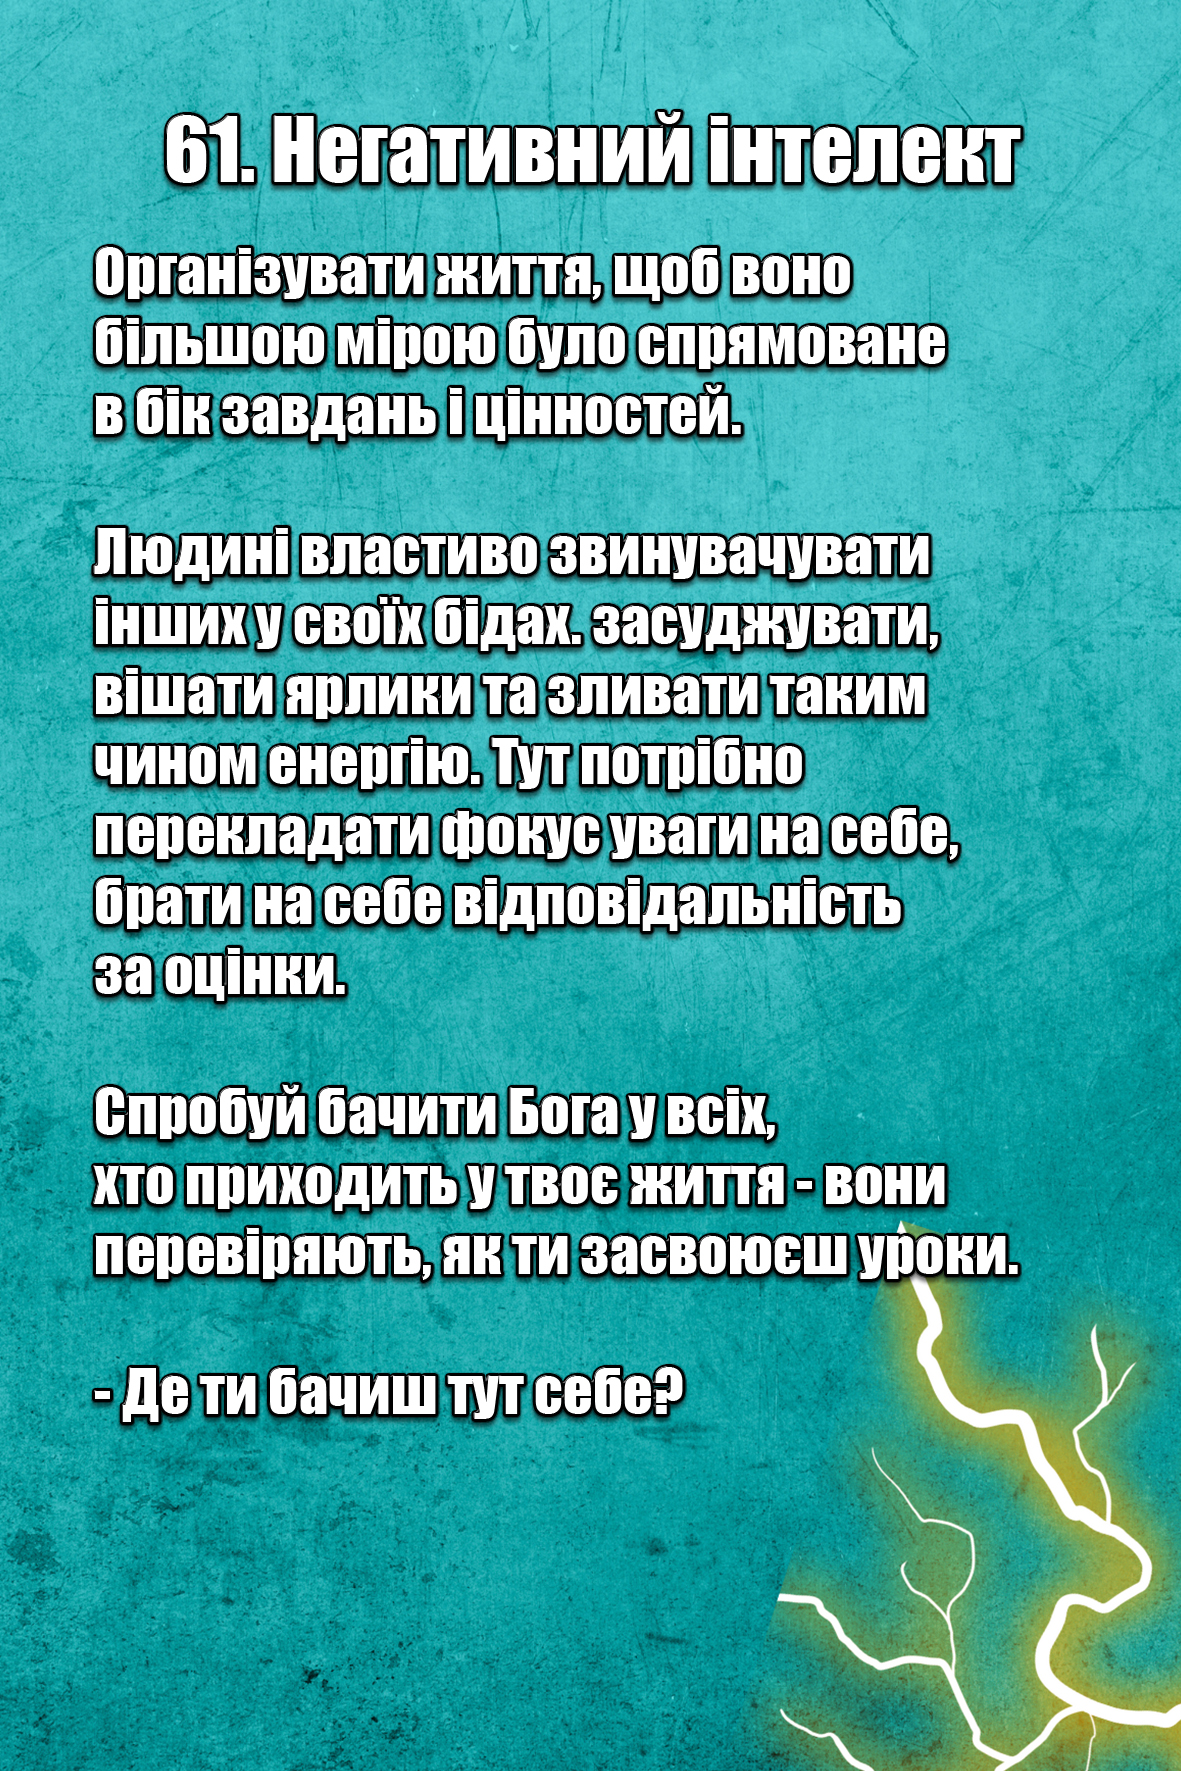 61. Негативний інтелект
Організувати життя, щоб воно
більшою мірою було спрямоване
в бік завдань і цінностей.
Людині властиво звинувачувати
інших у своїх бідах. засуджувати,
вішати ярлики та зливати таким
чином енергію. Тут потрібно
перекладати фокус уваги на себе,
брати на себе відповідальність
за оцінки.
Спробуй бачити Бога у всіх,
хто приходить у твоє життя - вони
перевіряють, як ти засвоюєш уроки.
- Де ти бачиш тут себе?